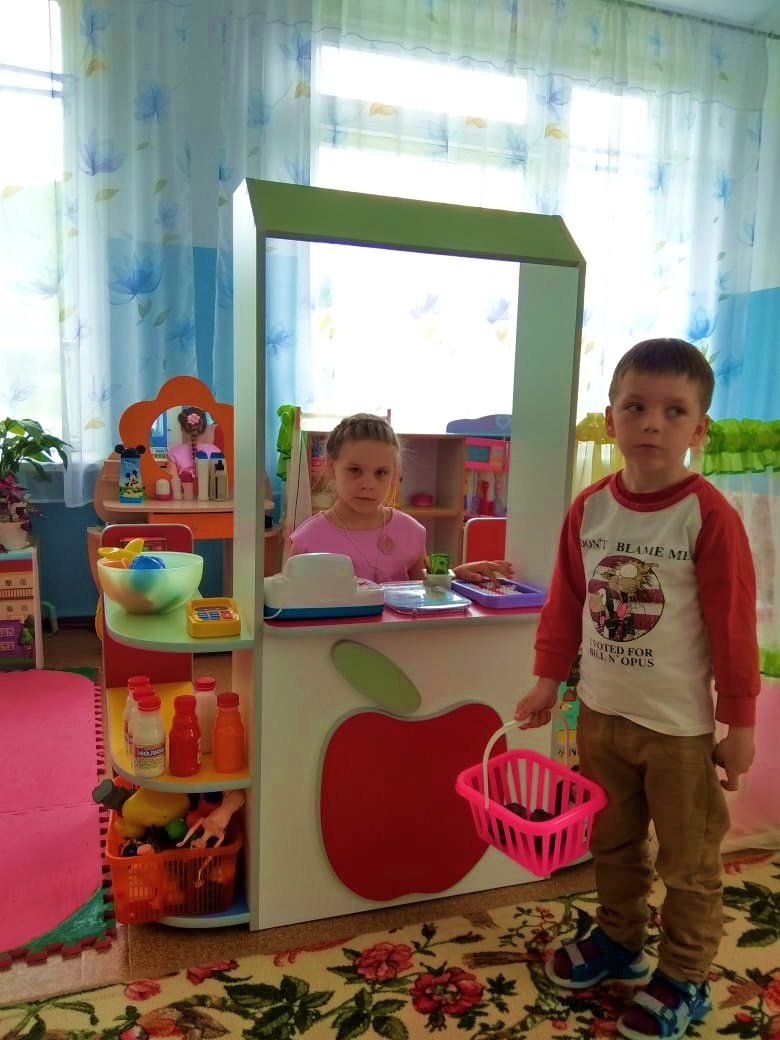 DON'T BLAME ME
I VOTED FOR
BILL N' OPUS
МОЛОКО